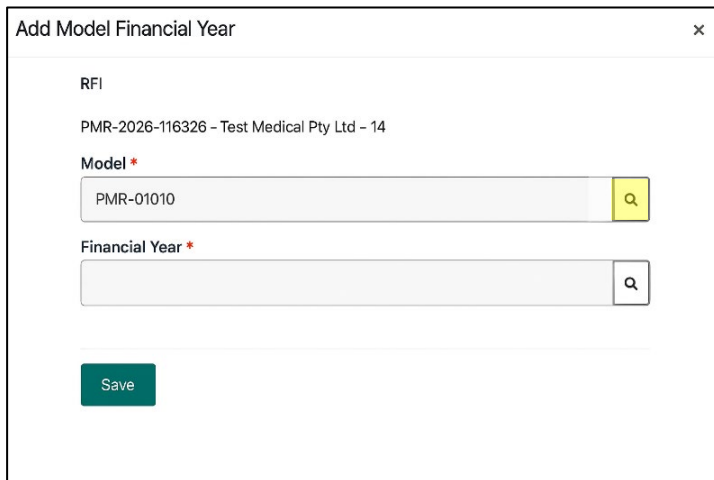 Add Model Financial Year ×
RFI
PMR-2026-116326 – Test Medical Pty Ltd – 14
Model *
PMR-01010
Financial Year *
Save